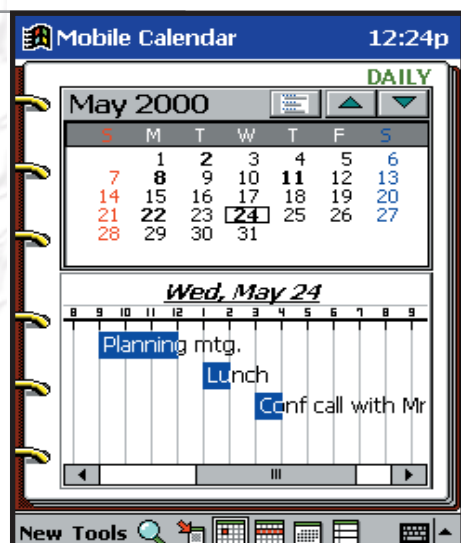 Mobile Calendar 12:24p
DAILY
May 2000
S M T W T F S
1 2 3 4 5 6
7 8 9 10 11 12 13
14 15 16 17 18 19 20
21 22 23 24 25 26 27
28 29 30 31
Wed, May 24
8 9 10 11 12 1 2 3 4 5 6 7 8 9
Planning mtg.
Lunch
Conf call with Mr
New Tools